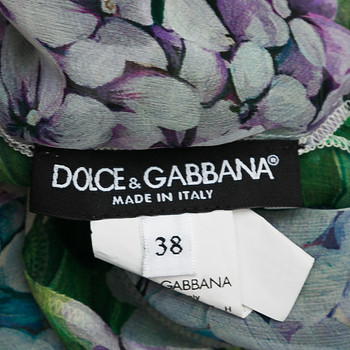 DOLCE & GABBANA®
MADE IN ITALY
38
GABBANA